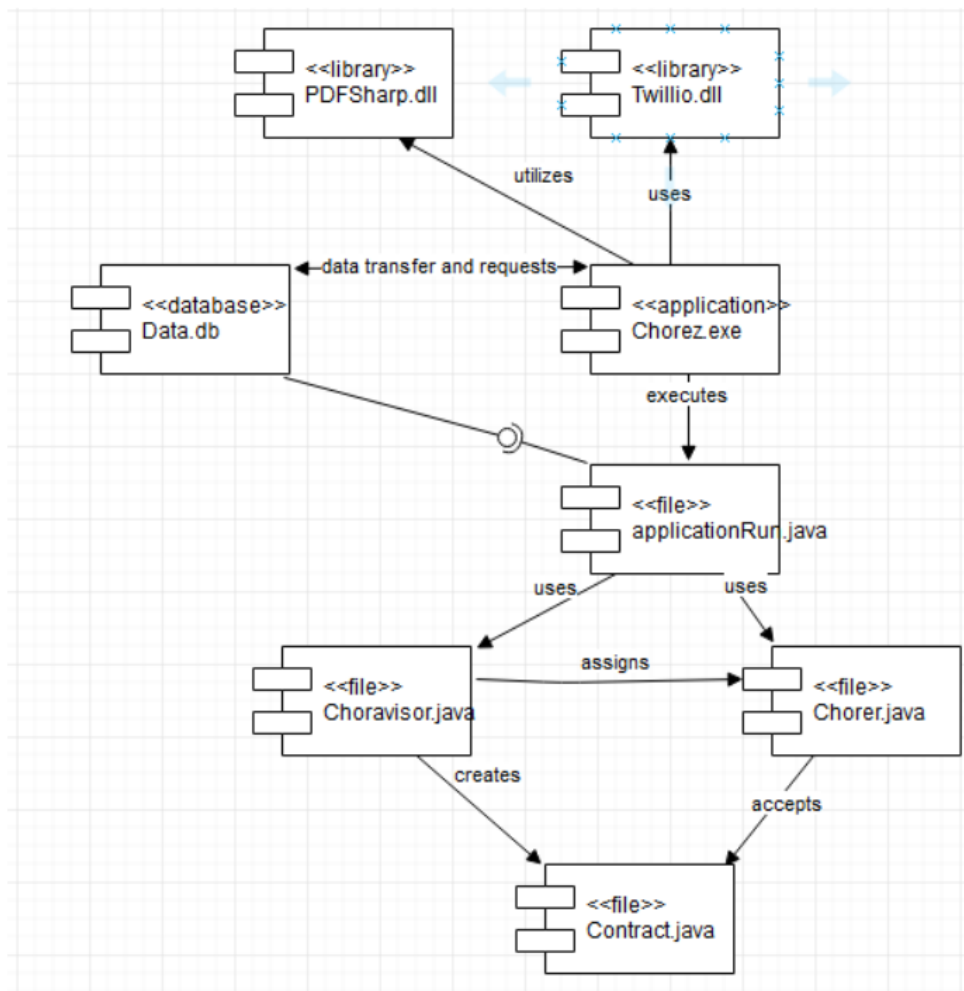 <<library>>
PDFSharp.dll
<<library>>
Twillio.dll
utilizes
uses
data transfer and requests
<<database>>
Data.db
<<application>>
Chorez.exe
executes
<<file>>
applicationRun.java
uses
uses
assigns
<<file>>
Choravisor.java
<<file>>
Chorer.java
creates
accepts
<<file>>
Contract.java